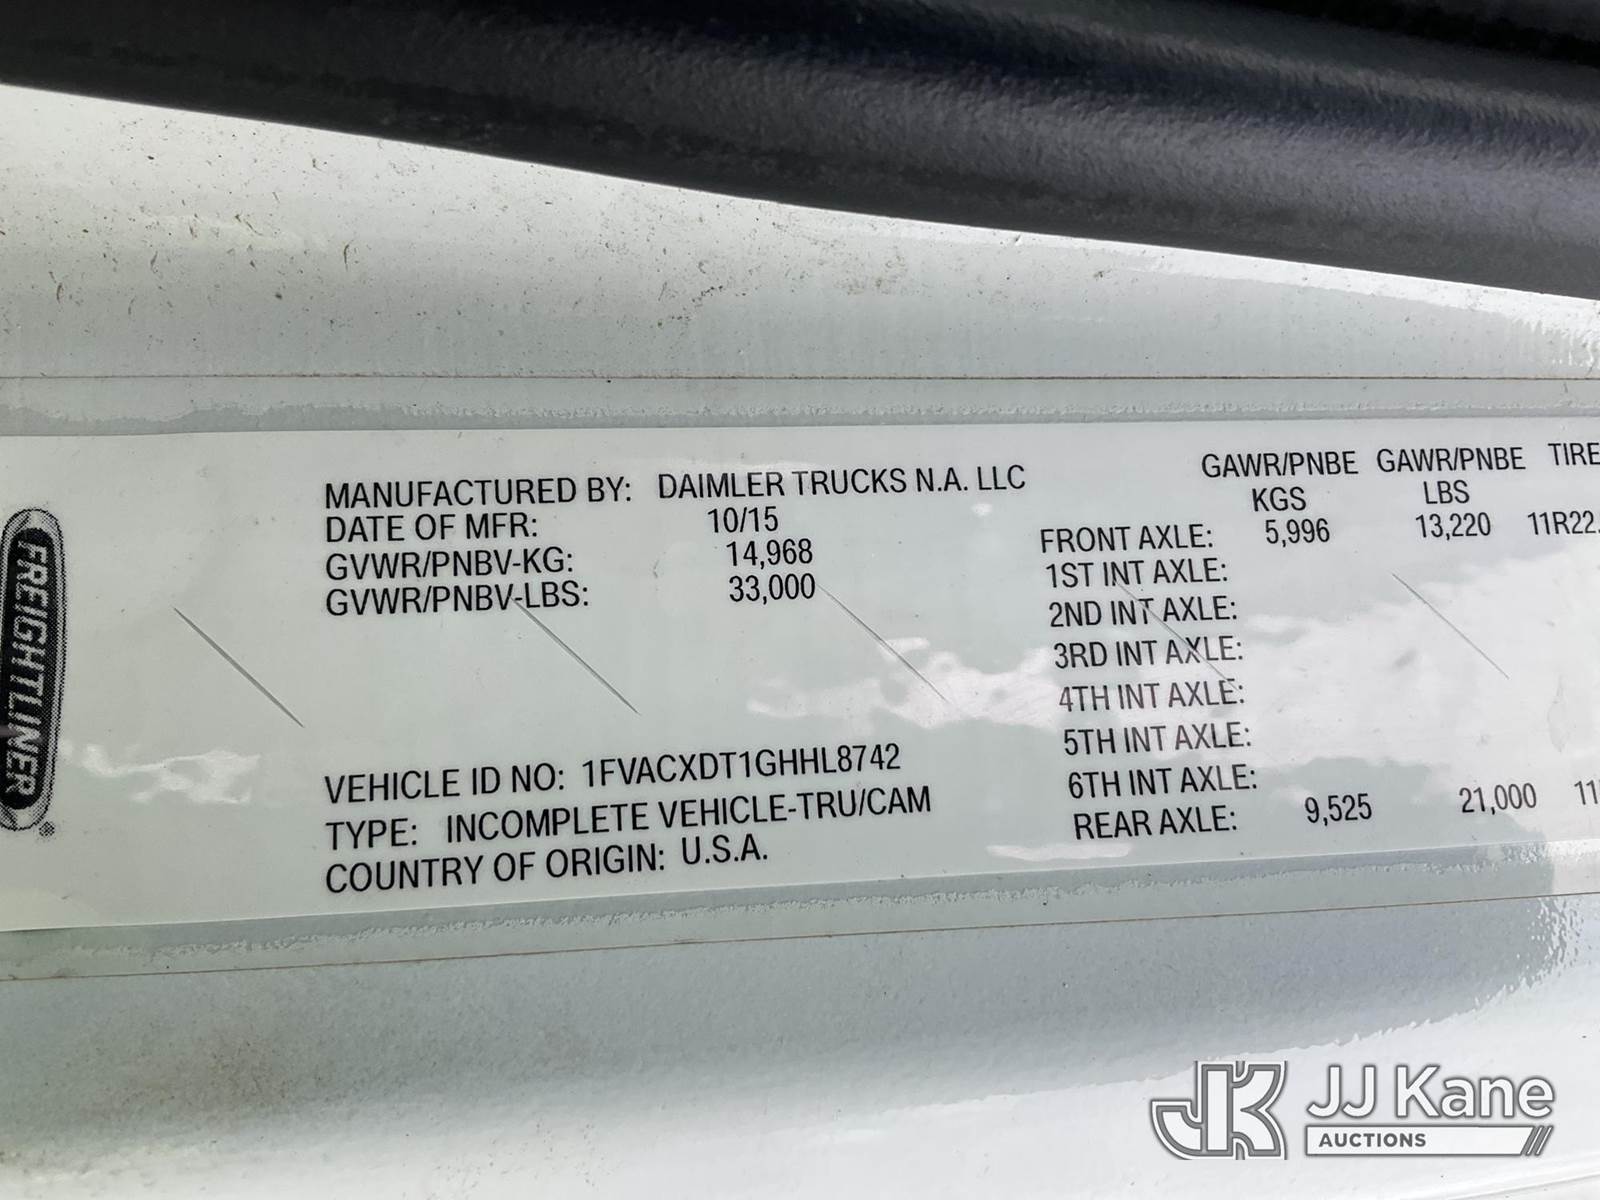 FREIGHTLINER®
MANUFACTURED BY: DAIMLER TRUCKS N.A. LLC
DATE OF MFR: 10/15
GVWR/PNBV-KG: 14,968
GVWR/PNBV-LBS: 33,000
VEHICLE ID NO: 1FVACXDT1GHHL8742
TYPE: INCOMPLETE VEHICLE-TRU/CAM
COUNTRY OF ORIGIN: U.S.A.
GAWR/PNBE GAWR/PNBE TIRE
KGS LBS
FRONT AXLE: 5,996 13,220 11R22.
1ST INT AXLE:
2ND INT AXLE:
3RD INT AXLE:
4TH INT AXLE:
5TH INT AXLE:
6TH INT AXLE:
REAR AXLE: 9,525 21,000 11
JK JJ Kane
AUCTIONS